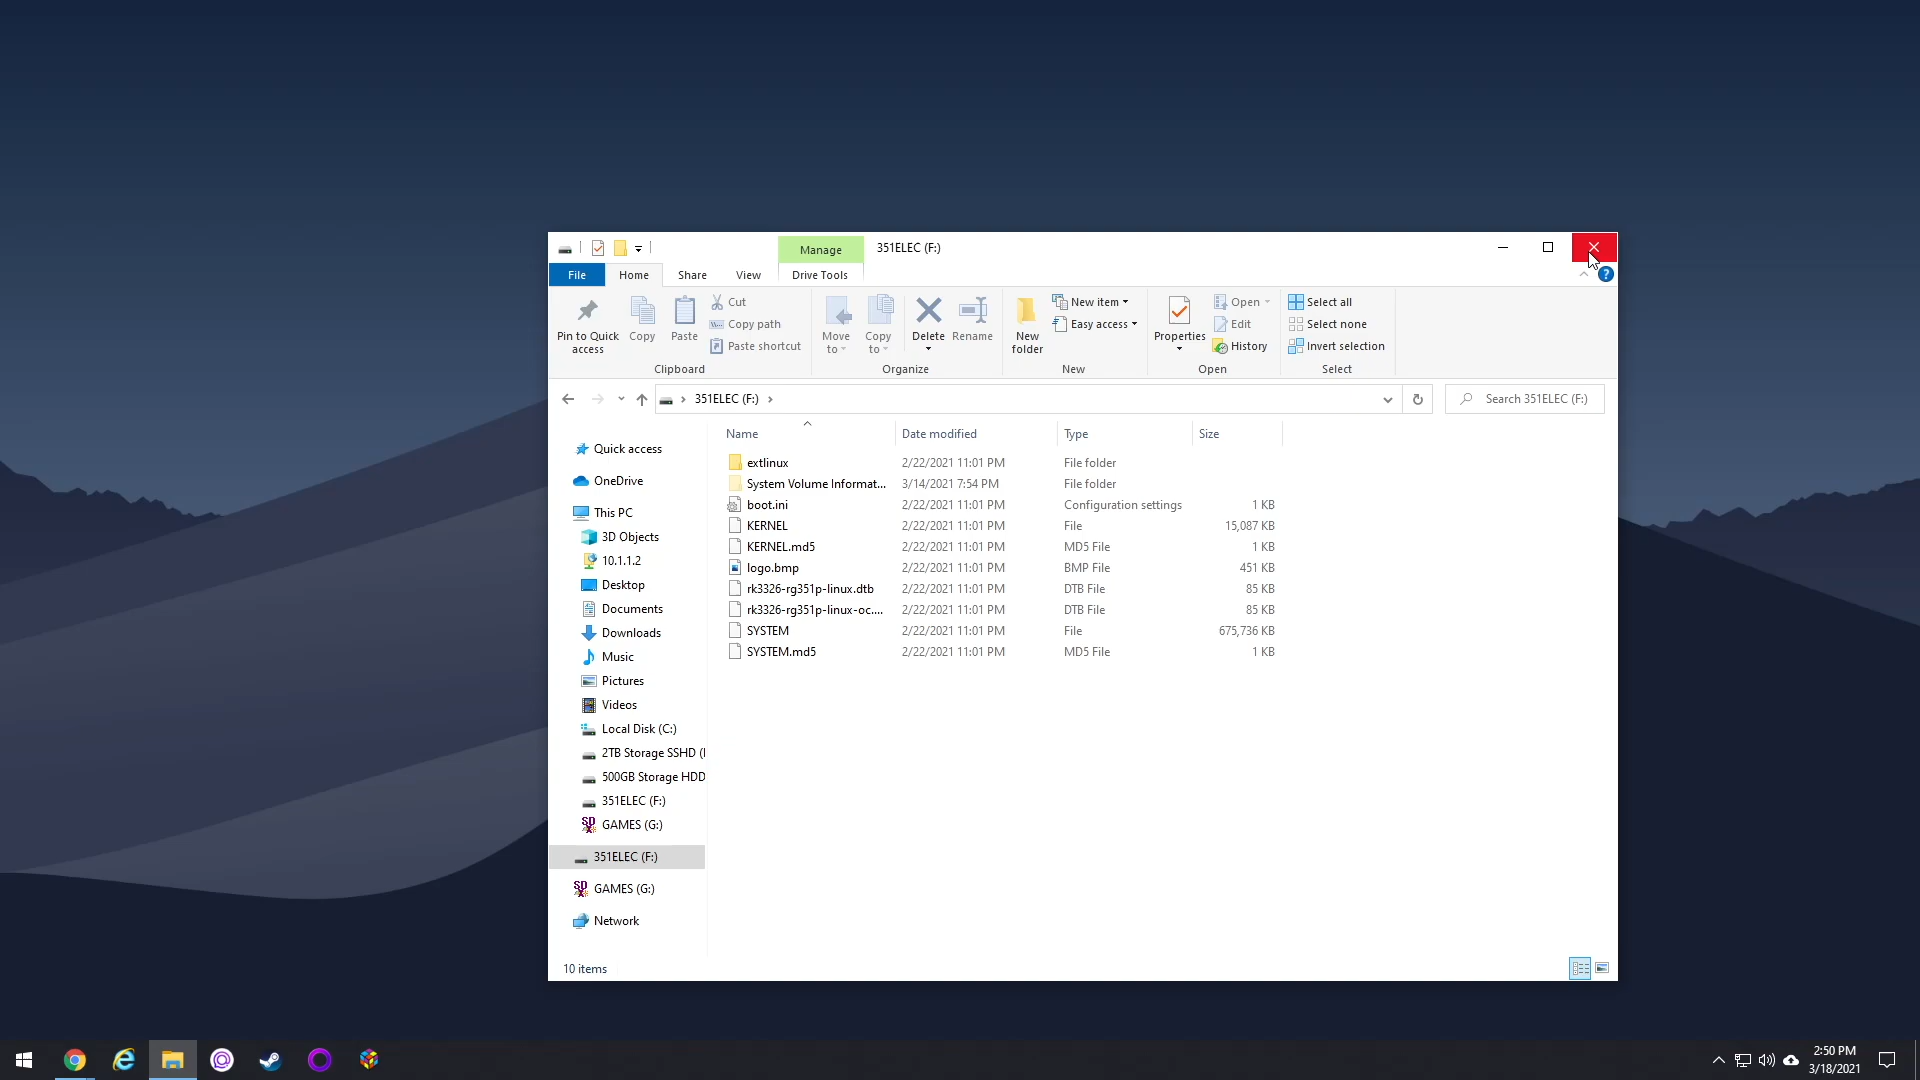 Manage
351ELEC (F:)
File
Home
Share
View
Drive Tools
Pin to Quick
access
Copy
Paste
Cut
Copy path
Paste shortcut
Clipboard
Move
to
Copy
to
Delete
Rename
Organize
New
folder
New item
Easy access
New
Properties
Open
Edit
History
Open
Select all
Select none
Invert selection
Select
351ELEC (F:)
Search 351ELEC (F:)
Name
Date modified
Type
Size
Quick access
OneDrive
This PC
3D Objects
10.1.1.2
Desktop
Documents
Downloads
Music
Pictures
Videos
Local Disk (C:)
2TB Storage SSHD (
500GB Storage HDD
351ELEC (F:)
GAMES (G:)
351ELEC (F:)
GAMES (G:)
Network
extlinux 2/22/2021 11:01 PM File folder
System Volume Informat... 3/14/2021 7:54 PM File folder
boot.ini 2/22/2021 11:01 PM Configuration settings 1 KB
KERNEL 2/22/2021 11:01 PM File 15,087 KB
KERNEL.md5 2/22/2021 11:01 PM MD5 File 1 KB
logo.bmp 2/22/2021 11:01 PM BMP File 451 KB
rk3326-rg351p-linux.dtb 2/22/2021 11:01 PM DTB File 85 KB
rk3326-rg351p-linux-oc.... 2/22/2021 11:01 PM DTB File 85 KB
SYSTEM 2/22/2021 11:01 PM File 675,736 KB
SYSTEM.md5 2/22/2021 11:01 PM MD5 File 1 KB
10 items
2:50 PM
3/18/2021